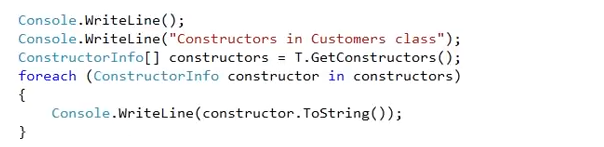 Console.WriteLine();
Console.WriteLine("Constructors in Customers class");
ConstructorInfo[] constructors = T.GetConstructors();
foreach (ConstructorInfo constructor in constructors)
{
    Console.WriteLine(constructor.ToString());
}